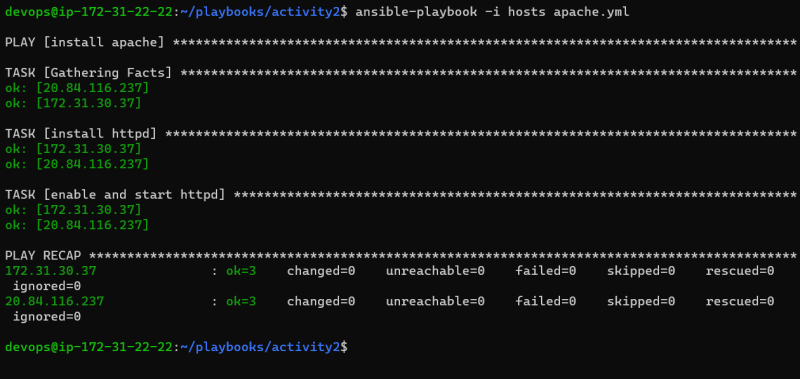 devops@ip-172-31-22-22:~/playbooks/activity2$ ansible-playbook -i hosts apache.yml
PLAY [install apache] ***********************************************************************************
TASK [Gathering Facts] **********************************************************************************
ok: [20.84.116.237]
ok: [172.31.30.37]
TASK [install httpd] ************************************************************************************
ok: [172.31.30.37]
ok: [20.84.116.237]
TASK [enable and start httpd] ***************************************************************************
ok: [172.31.30.37]
ok: [20.84.116.237]
PLAY RECAP **********************************************************************************************
172.31.30.37               : ok=3    changed=0    unreachable=0    failed=0    skipped=0    rescued=0
 ignored=0
20.84.116.237              : ok=3    changed=0    unreachable=0    failed=0    skipped=0    rescued=0
 ignored=0
devops@ip-172-31-22-22:~/playbooks/activity2$